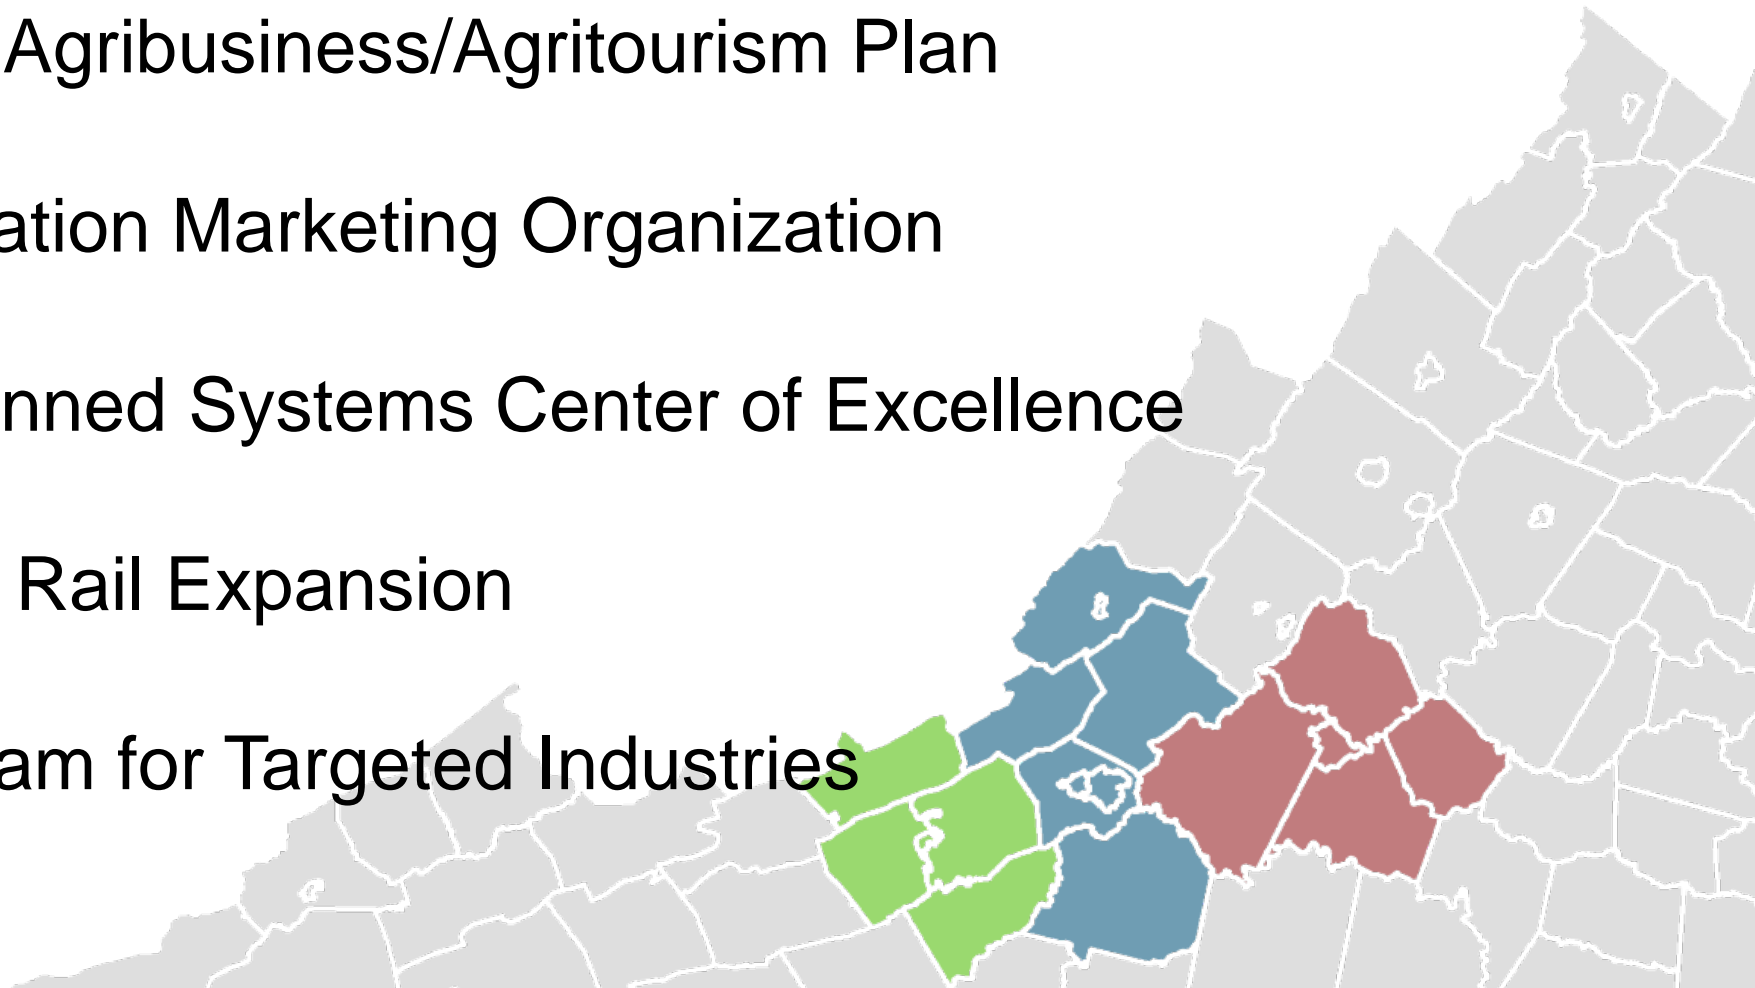 Agribusiness/Agritourism Plan
ation Marketing Organization
nned Systems Center of Excellence
Rail Expansion
am for Targeted Industries